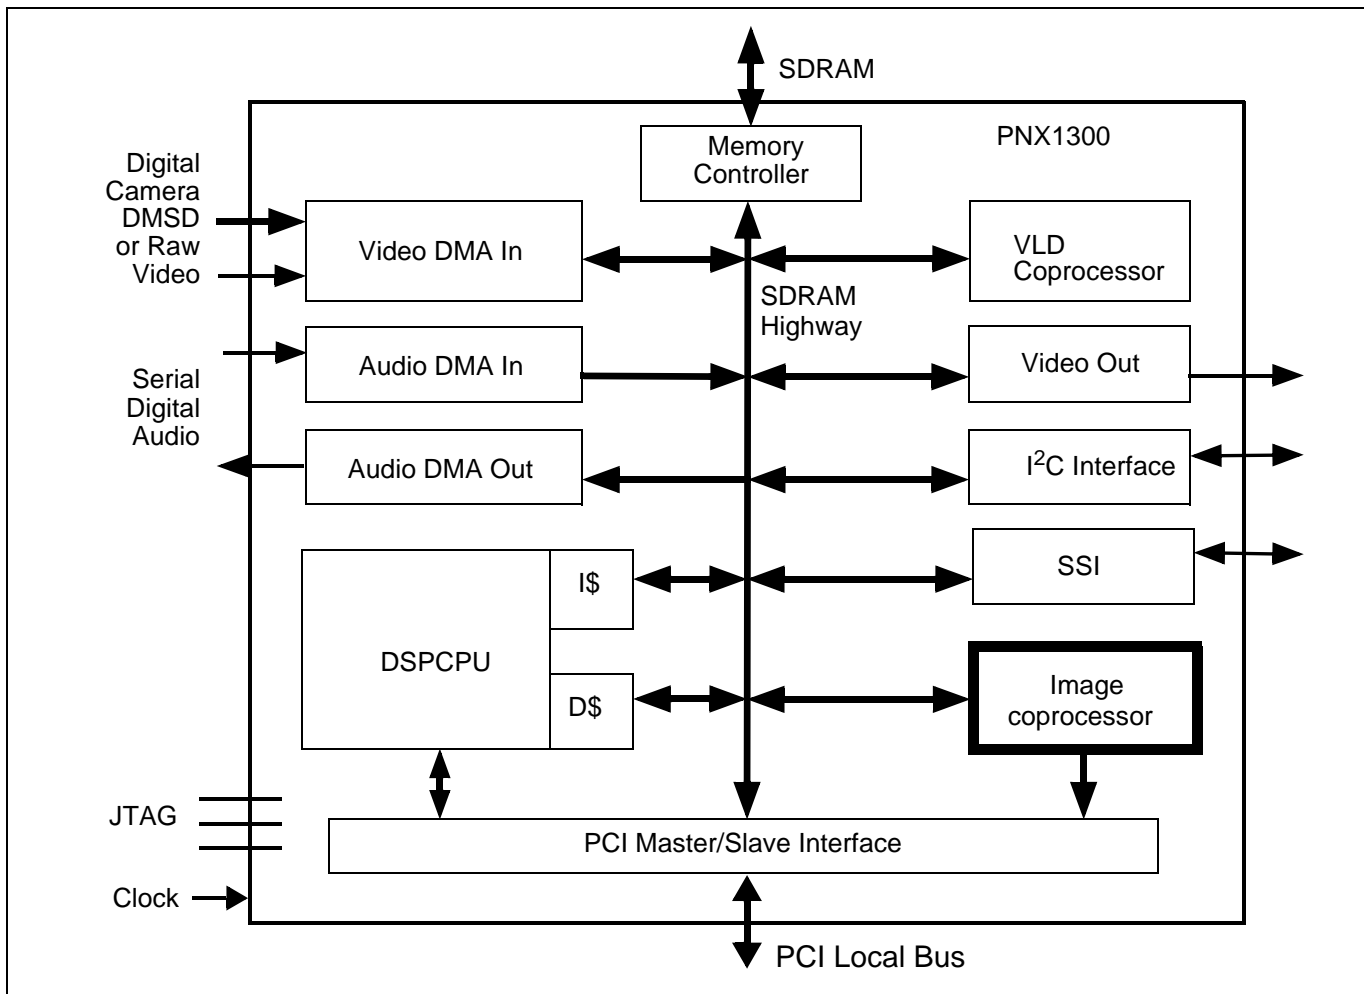 SDRAM
PNX1300
Memory
Controller
Digital
Camera
DMSD
or Raw
Video
Video DMA In
VLD
Coprocessor
SDRAM
Highway
Audio DMA In
Video Out
Serial
Digital
Audio
Audio DMA Out
I²C Interface
I$
SSI
DSPCPU
D$
Image
coprocessor
JTAG
PCI Master/Slave Interface
Clock
PCI Local Bus